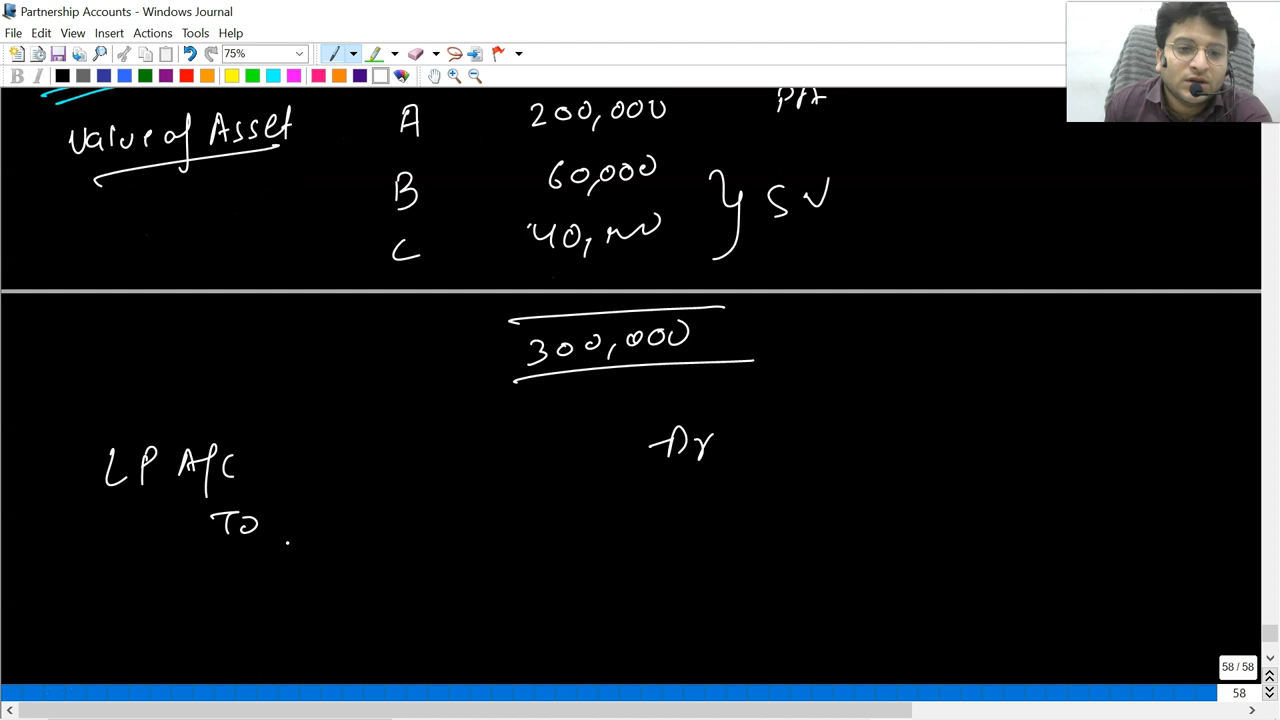 Partnership Accounts - Windows Journal
File Edit View Insert Actions Tools Help
75%
B I
Value of Asset
A 200,000
B 60,000
C 40,000
} SV
300,000
LP A/C Dr
To
58 / 58
58